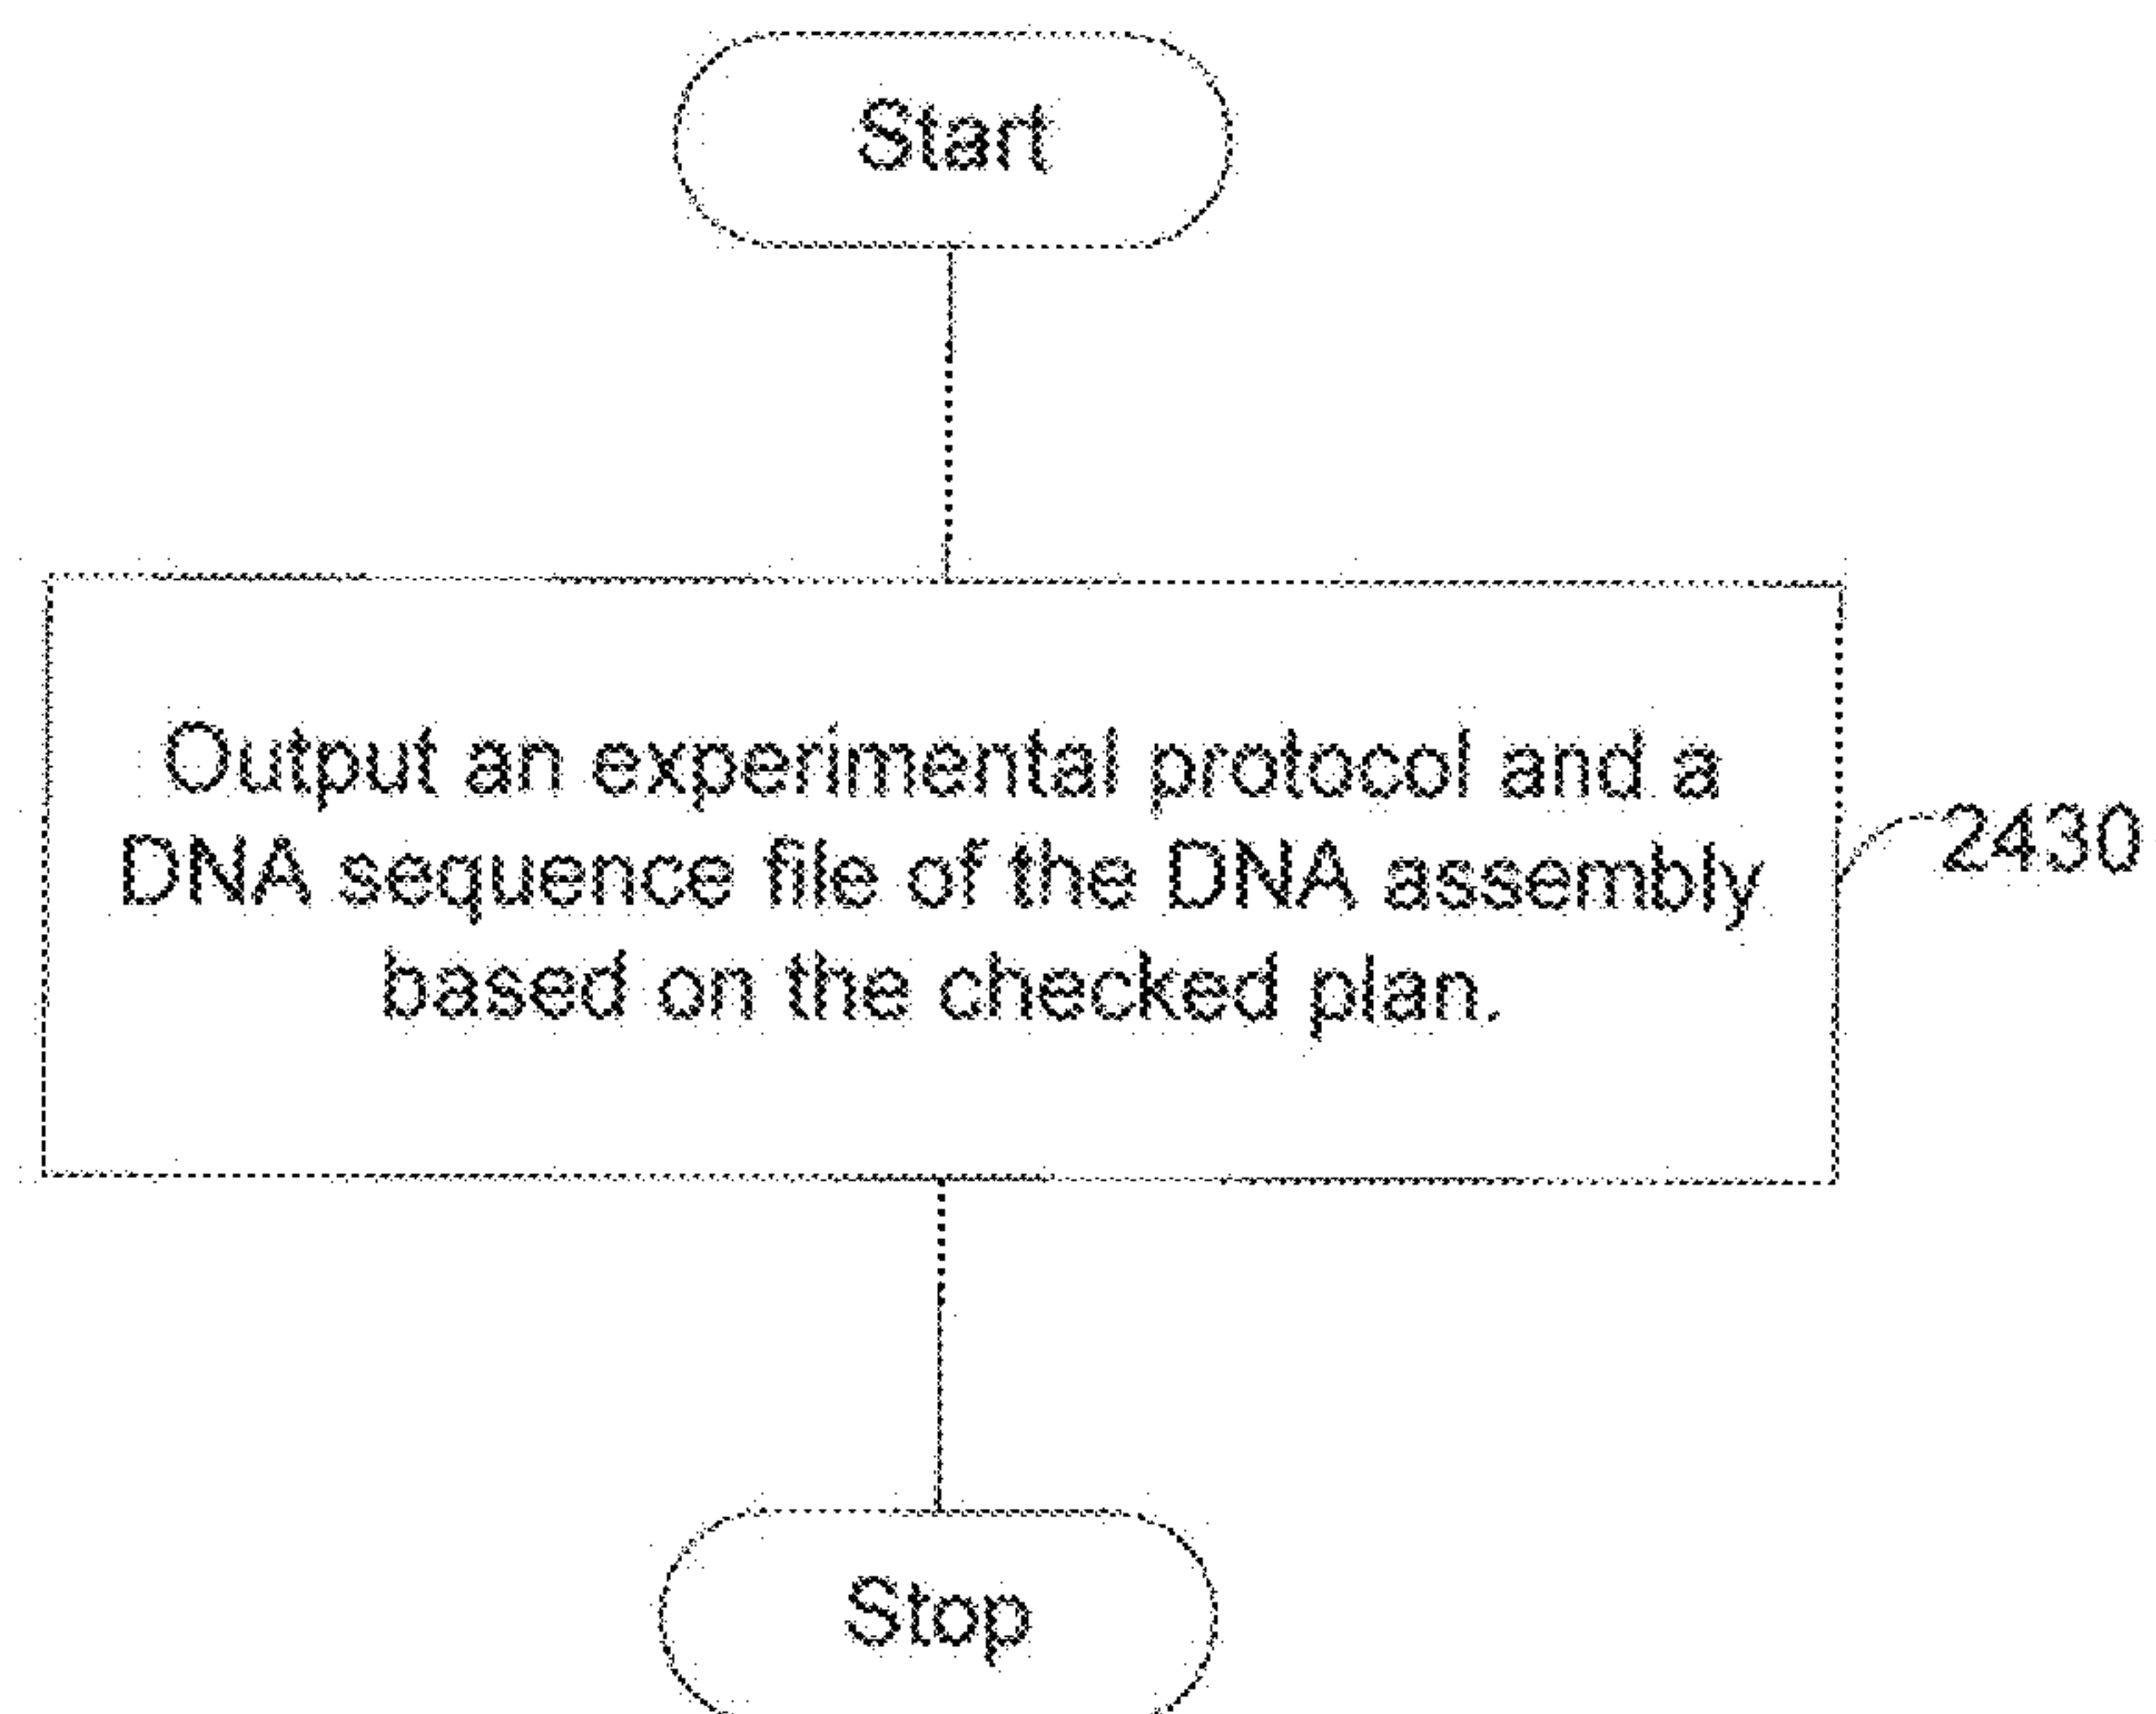 Start
Output an experimental protocol and a
DNA sequence file of the DNA assembly
based on the checked plan.
2430
Stop